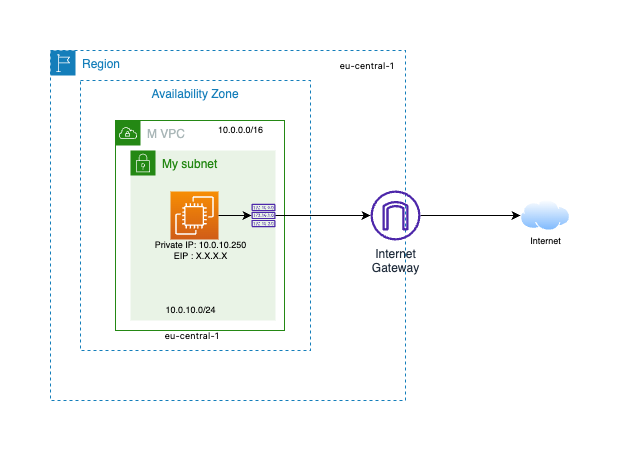 Region
eu-central-1
Availability Zone
M VPC
10.0.0.0/16
My subnet
Private IP: 10.0.10.250
EIP : X.X.X.X
10.0.10.0/24
eu-central-1
Internet
Gateway
Internet